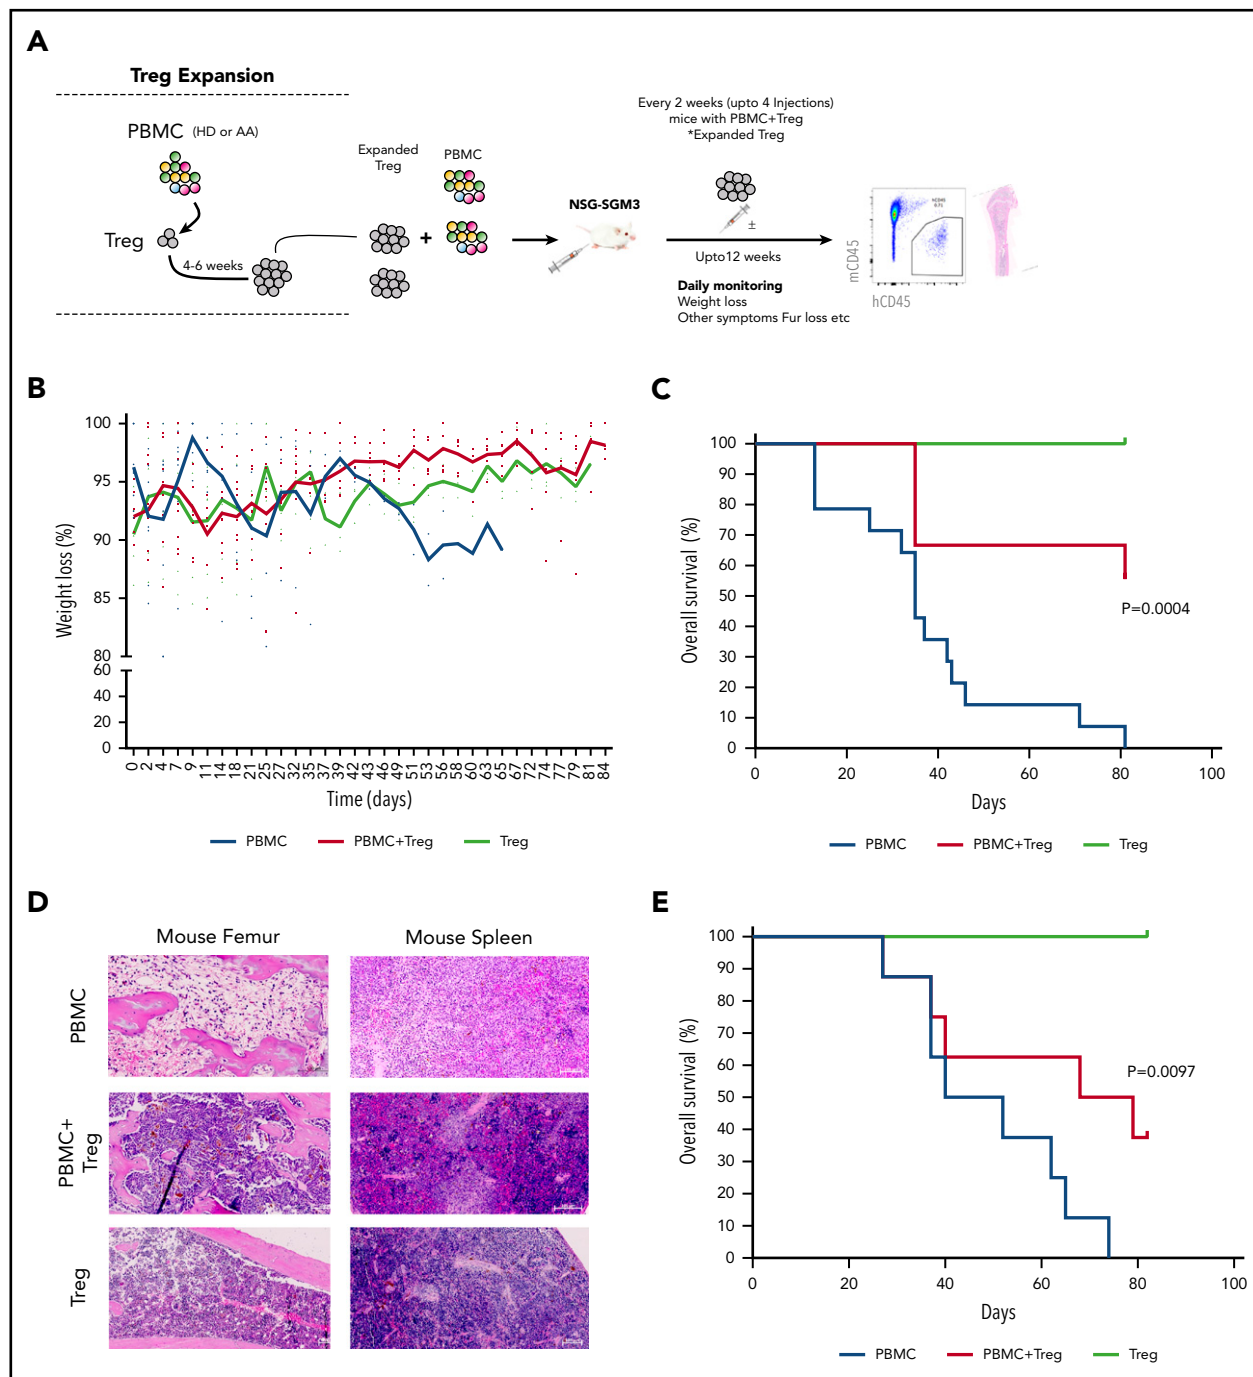 A
Treg Expansion
PBMC (HD or AA)
Treg
4-6 weeks
Expanded
Treg
PBMC
NSG-SGM3
Every 2 weeks (upto 4 Injections)
mice with PBMC+Treg
*Expanded Treg
±
Upto12 weeks
Daily monitoring
Weight loss
Other symptoms Fur loss etc
mCD45
hCD45
hCD45
0.71
B
Weight loss (%)
100
95
90
85
80
60
40
20
0
0 2 4 7 9 11 14 18 21 25 27 32 35 37 39 42 43 46 49 51 53 56 58 60 63 65 67 72 74 77 79 81 84
Time (days)
PBMC PBMC+Treg Treg
C
Overall survival (%)
100
90
80
70
60
50
40
30
20
10
0
P=0.0004
0 20 40 60 80 100
Days
PBMC PBMC+Treg Treg
D
Mouse Femur Mouse Spleen
PBMC
PBMC+
Treg
Treg
E
Overall survival (%)
100
90
80
70
60
50
40
30
20
10
0
P=0.0097
0 20 40 60 80 100
Days
PBMC PBMC+Treg Treg